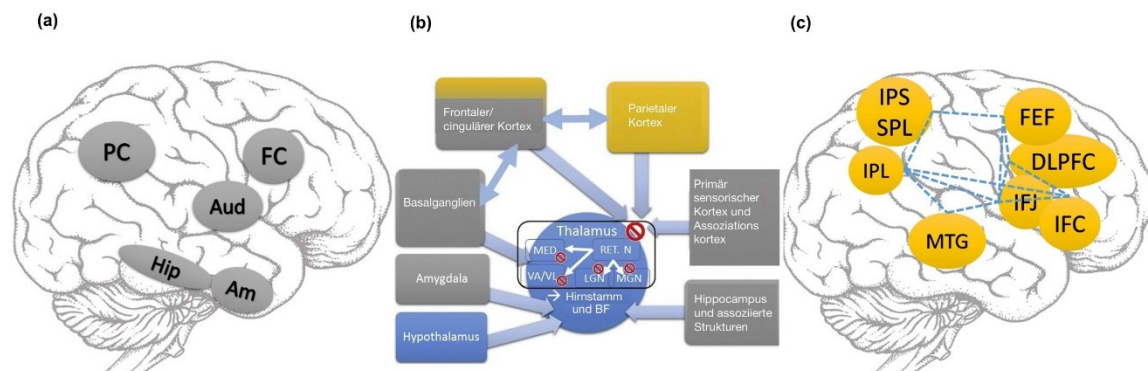 (a)
PC
FC
Aud
Hip
Am
(b)
Frontaler/
cingulärer Kortex
Parietaler
Kortex
Basalganglien
Primär
sensorischer
Kortex und
Assoziations
kortex
Thalamus
MED
RET. N
VA/VL
LGN
MGN
→ Hirnstamm
und BF
Amygdala
Hypothalamus
Hippocampus
und assoziierte
Strukturen
(c)
IPS
SPL
FEF
IPL
DLPFC
IFJ
IFC
MTG